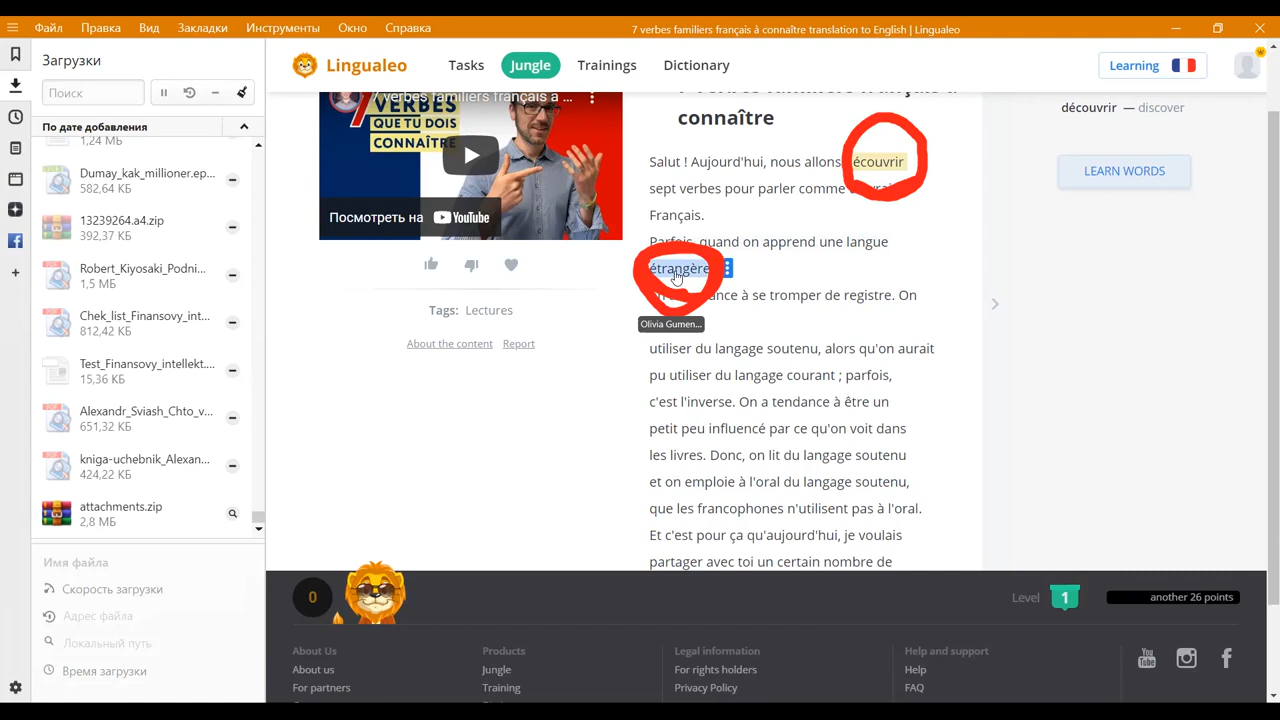 Файл Правка Вид Закладки Инструменты Окно Справка
7 verbes familiers français à connaître translation to English | Lingualeo
Загрузки
Поиск
По дате добавления
1,24 МБ
Dumay_kak_millioner.ep...
582,64 КБ
13239264.a4.zip
392,37 КБ
Robert_Kiyosaki_Podni...
1,5 МБ
Chek_list_Finansovy_int...
812,42 КБ
Test_Finansovy_intellekt....
15,36 КБ
Alexandr_Sviash_Chto_v...
651,32 КБ
kniga-uchebnik_Alexan...
424,22 КБ
attachments.zip
2,8 МБ
Имя файла
Скорость загрузки
Адрес файла
Локальный путь
Время загрузки
Lingualeo
Tasks Jungle Trainings Dictionary
Learning
verbes familiers français à ...
7 VERBES
QUE TU DOIS
CONNAÎTRE
Посмотреть на YouTube
Tags: Lectures
About the content Report
connaître
Salut ! Aujourd'hui, nous allons écouvrir
sept verbes pour parler comme
Français.
Parfois, quand on apprend une langue
étrangère
à se tromper de registre. On
Olivia Gumen...
utiliser du langage soutenu, alors qu'on aurait
pu utiliser du langage courant ; parfois,
c'est l'inverse. On a tendance à être un
petit peu influencé par ce qu'on voit dans
les livres. Donc, on lit du langage soutenu
et on emploie à l'oral du langage soutenu,
que les francophones n'utilisent pas à l'oral.
Et c'est pour ça qu'aujourd'hui, je voulais
partager avec toi un certain nombre de
découvrir — discover
LEARN WORDS
0
Level 1 another 26 points
About Us
About us
For partners
Products
Jungle
Training
Legal information
For rights holders
Privacy Policy
Help and support
Help
FAQ
You Tube